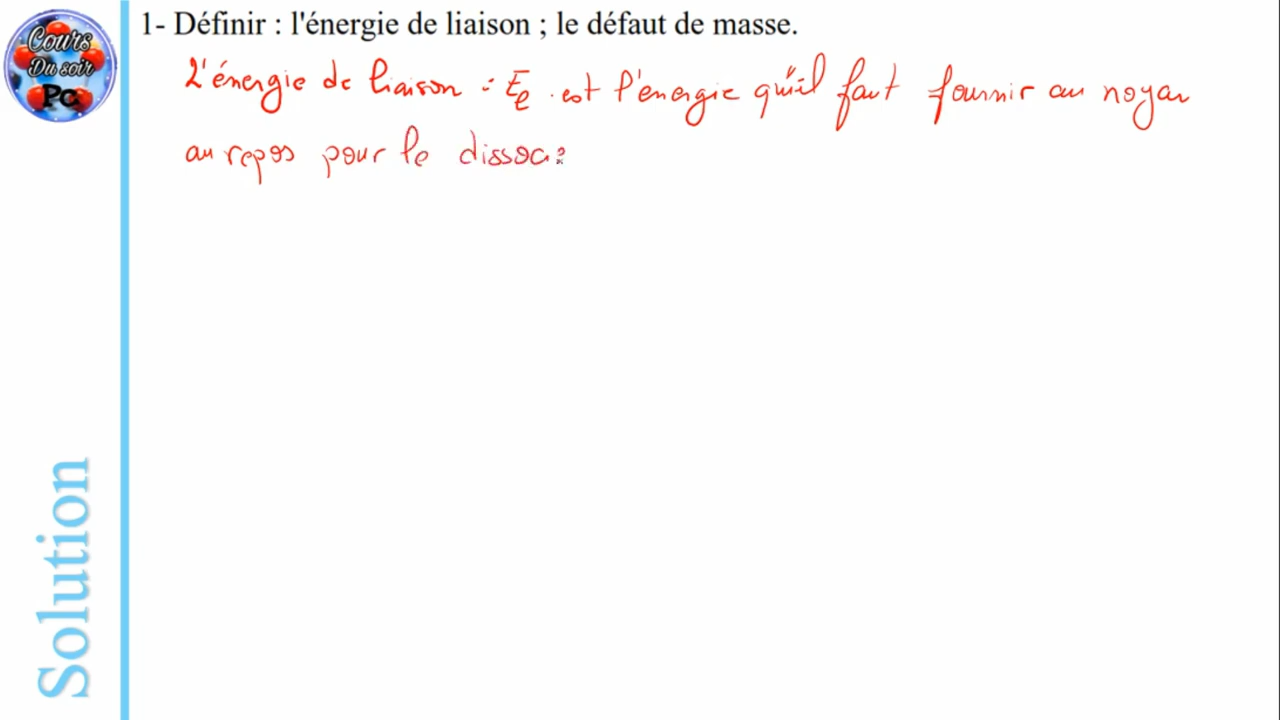 Cours
Du soir
Pc
1- Définir : l'énergie de liaison ; le défaut de masse.
L'énergie de liaison : El est l'énergie qu'il faut fournir au noyau
au repos pour le dissoci
Solution